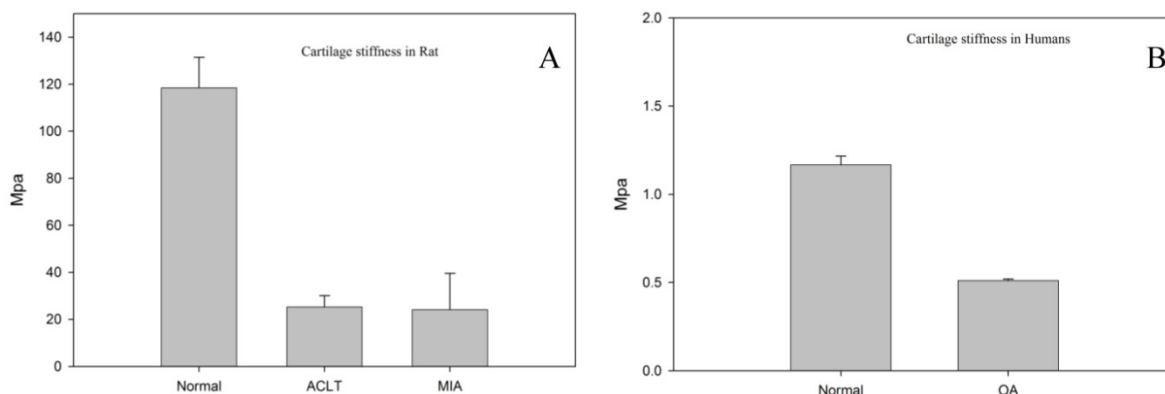 Cartilage stiffness in Rat
A
Mpa
140
120
100
80
60
40
20
0
Normal
ACLT
MIA
Cartilage stiffness in Humans
B
Mpa
2.0
1.5
1.0
0.5
0.0
Normal
OA